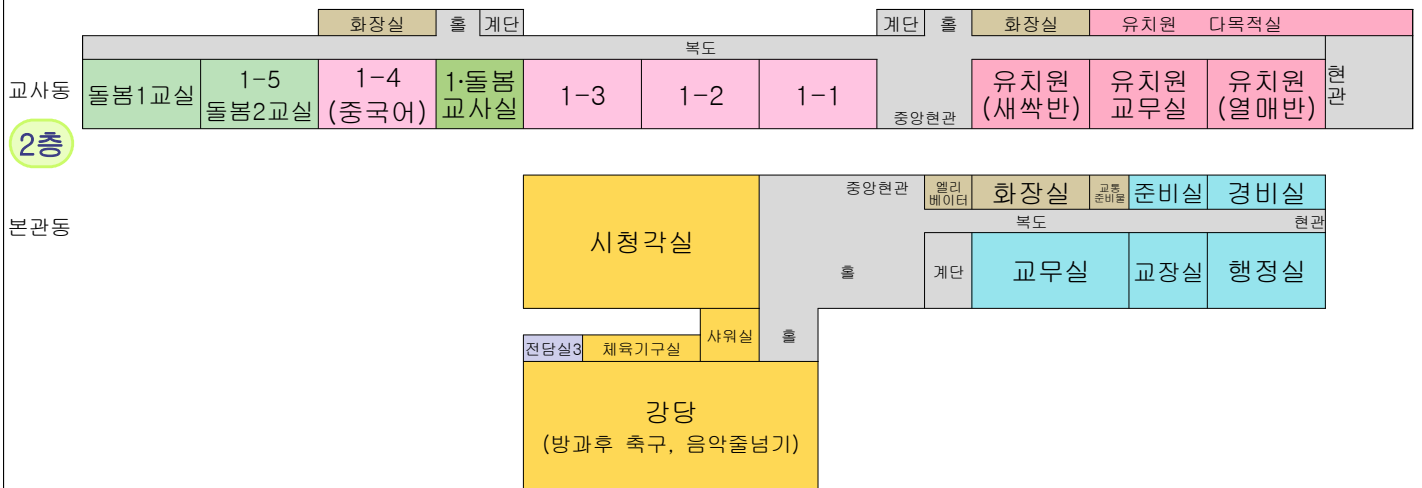 화장실 홀 계단 계단 홀 화장실 유치원 다목적실
복도
교사동
돌봄1교실
1-5
돌봄2교실
1-4
(중국어)
1·돌봄
교사실
1-3
1-2
1-1
중앙현관
유치원
(새싹반)
유치원
교무실
유치원
(열매반)
현
관
2층
본관동
시청각실
중앙현관
엘리
베이터
화장실
교통
준비물
준비실
경비실
복도
현관
홀
계단
교무실
교장실
행정실
전담실3
체육기구실
샤워실
홀
강당
(방과후 축구, 음악줄넘기)